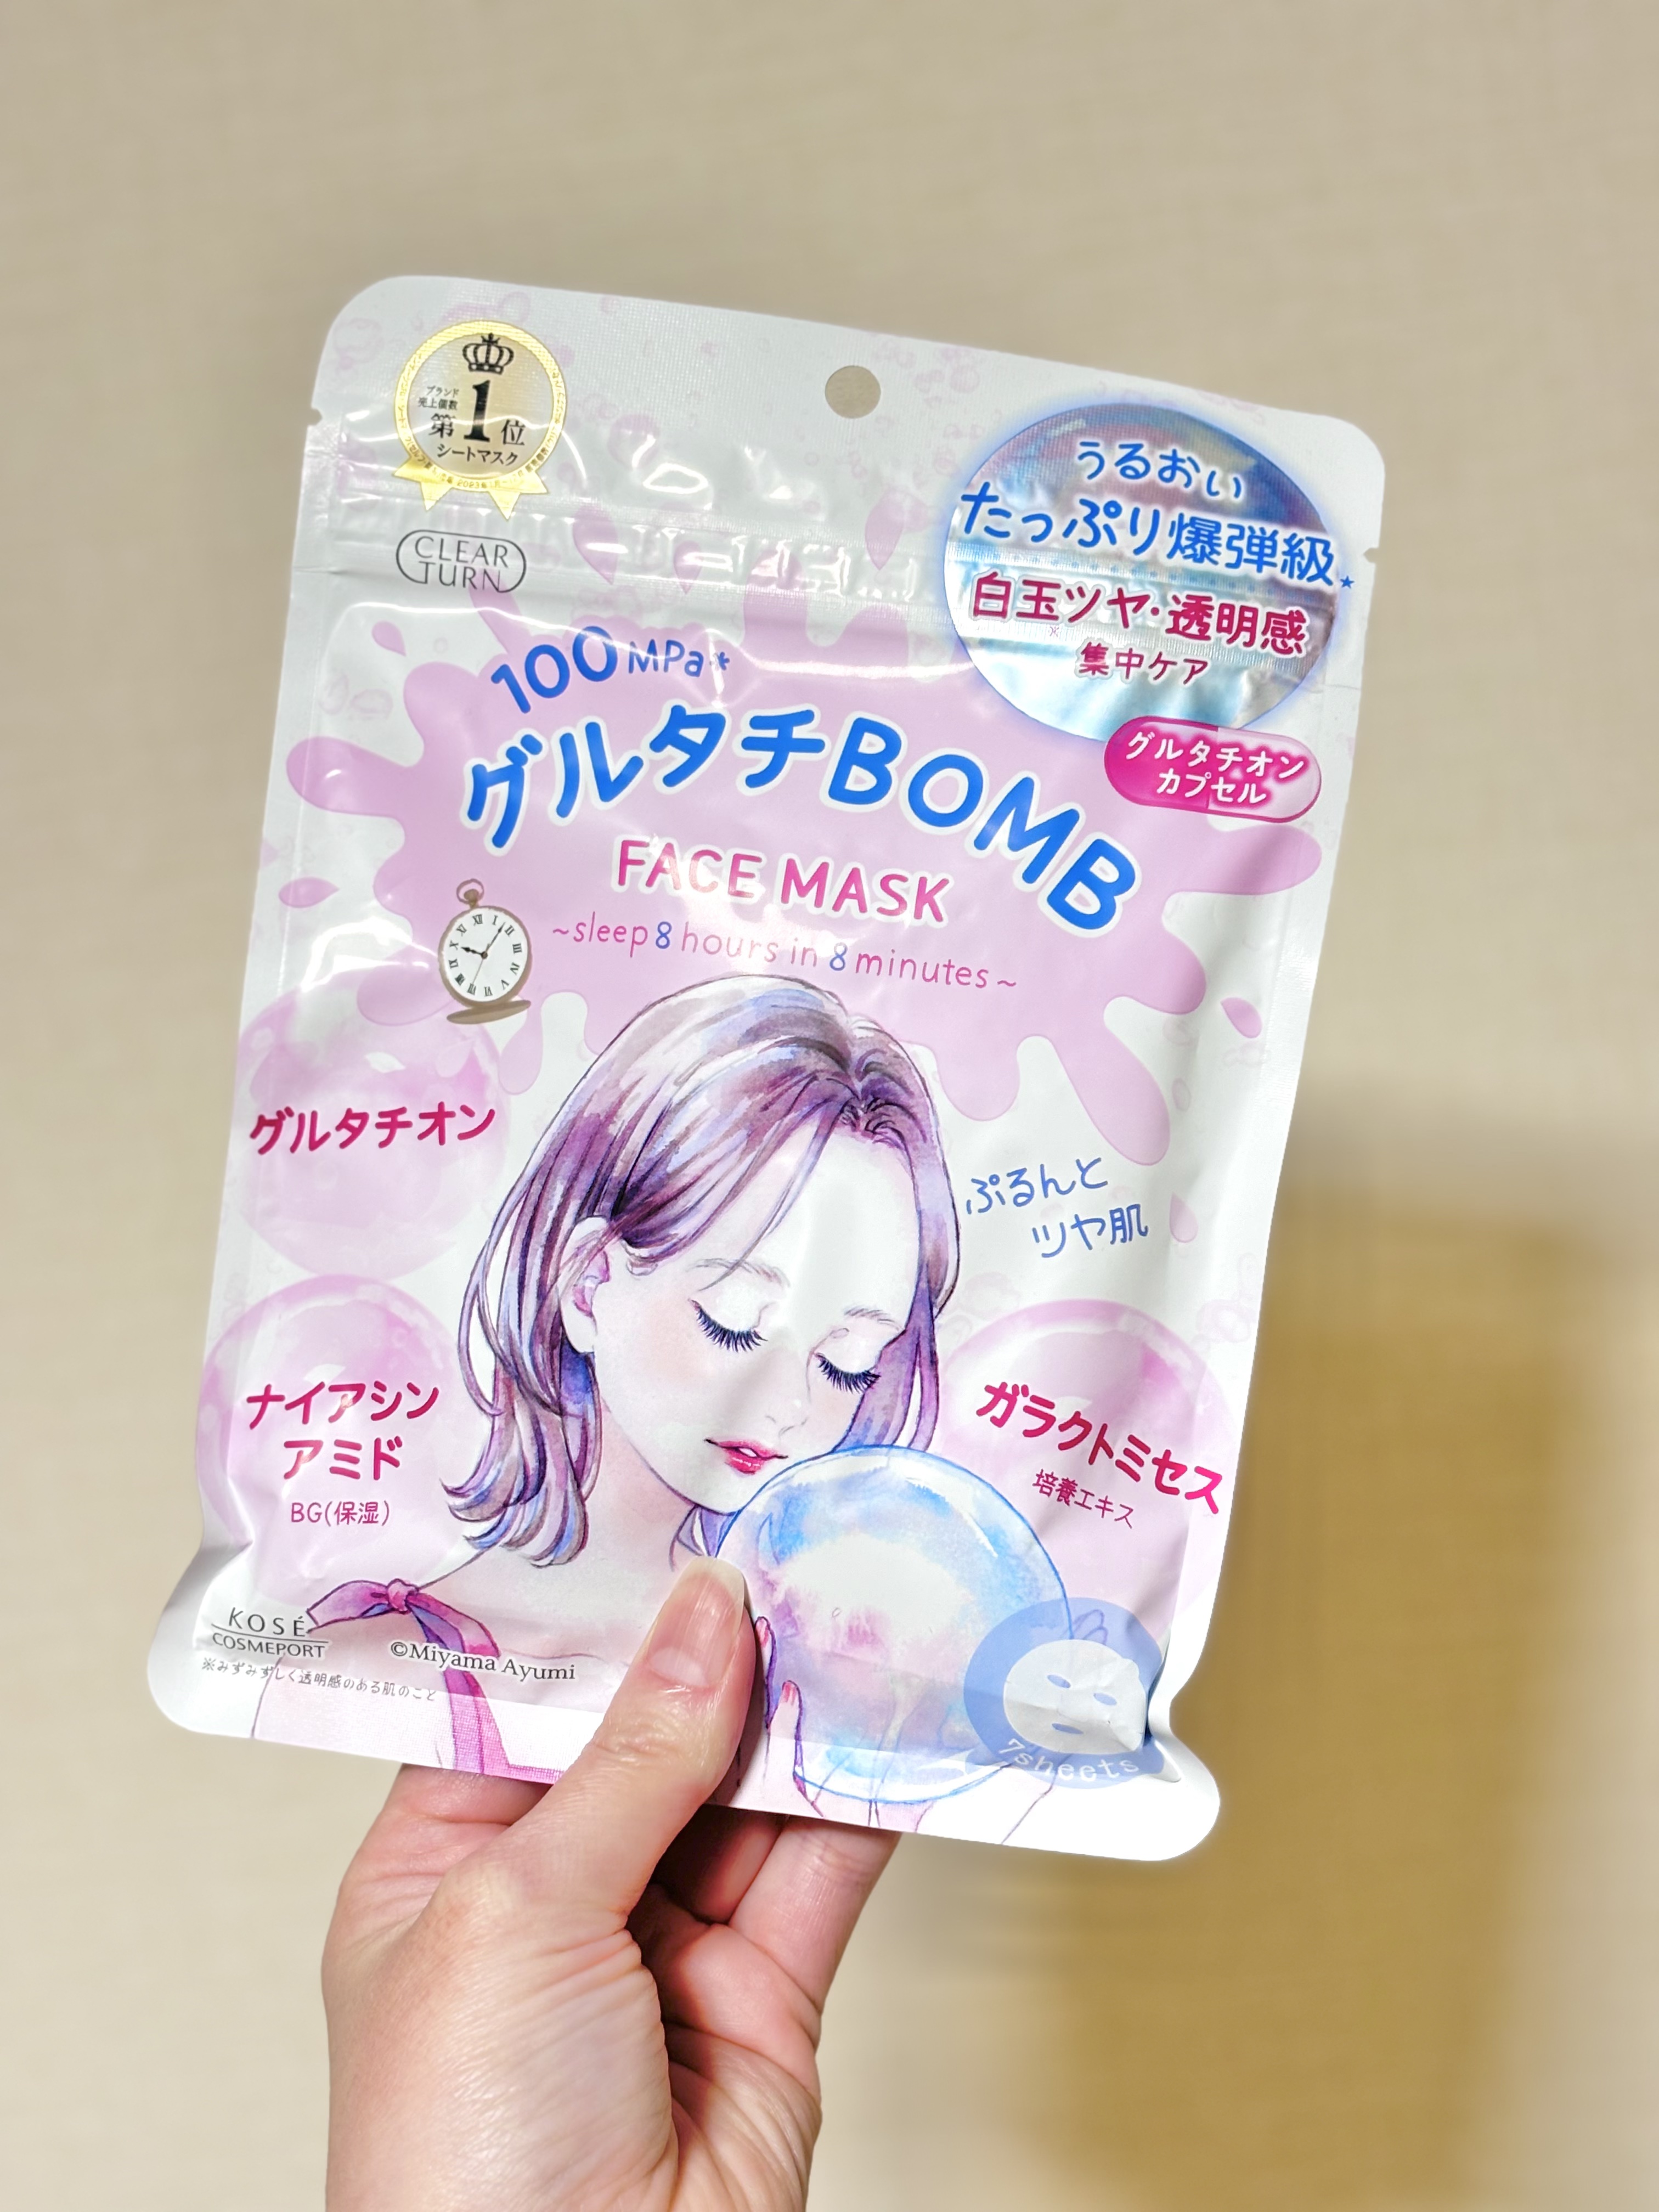 ブランド
売上個数
第1位
シートマスク
CLEAR
TURN
うるおい
たっぷり爆弾級★
白玉ツヤ・透明感
※
集中ケア
グルタチオン
カプセル
100MPa*
グルタチBOMB
FACE MASK
~sleep 8 hours in 8 minutes~
グルタチオン
ぷるんと
ツヤ肌
ナイアシン
アミド
BG(保湿)
ガラクトミセス
培養エキス
KOSÉ
COSMEPORT
©Miyama Ayumi
※みずみずしく透明感のある肌のこと
7sheets